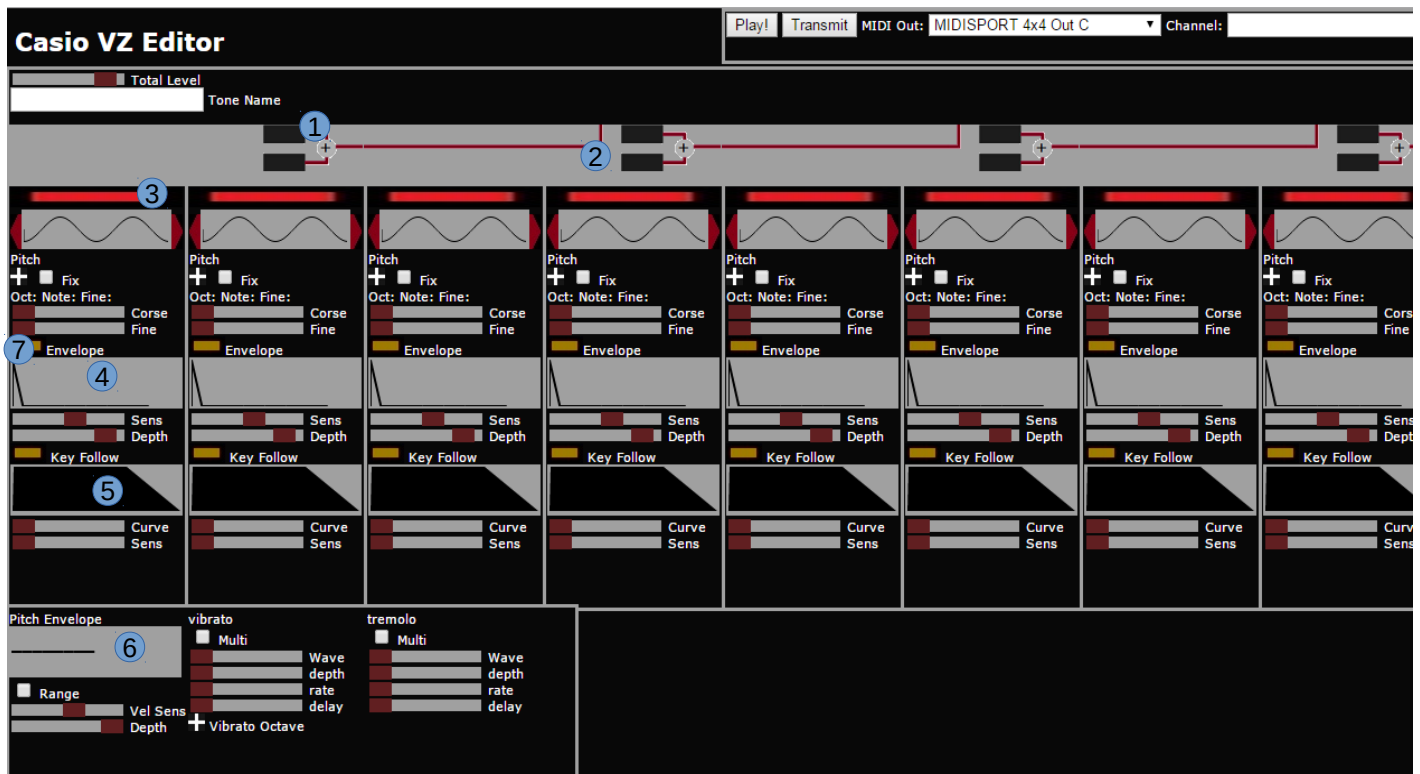 Play! Transmit MIDI Out: MIDISPORT 4x4 Out C Channel:
Casio VZ Editor
Total Level
Tone Name
1
+ + + +
2
3
Pitch Pitch Pitch Pitch Pitch Pitch Pitch Pitch
Fix Fix Fix Fix Fix Fix Fix Fix
Oct: Note: Fine: Oct: Note: Fine: Oct: Note: Fine: Oct: Note: Fine: Oct: Note: Fine: Oct: Note: Fine: Oct: Note: Fine: Oct: Note: Fine:
Corse Corse Corse Corse Corse Corse Corse Cors
Fine Fine Fine Fine Fine Fine Fine Fine
7 Envelope Envelope Envelope Envelope Envelope Envelope Envelope Envelope
4
Sens Sens Sens Sens Sens Sens Sens Sens
Depth Depth Depth Depth Depth Depth Depth Dept
Key Follow Key Follow Key Follow Key Follow Key Follow Key Follow Key Follow Key Follow
5
Curve Curve Curve Curve Curve Curve Curve Curv
Sens Sens Sens Sens Sens Sens Sens Sens
Pitch Envelope vibrato tremolo
Multi Multi
6
Wave Wave
depth depth
Range rate rate
Vel Sens delay delay
Depth Vibrato Octave